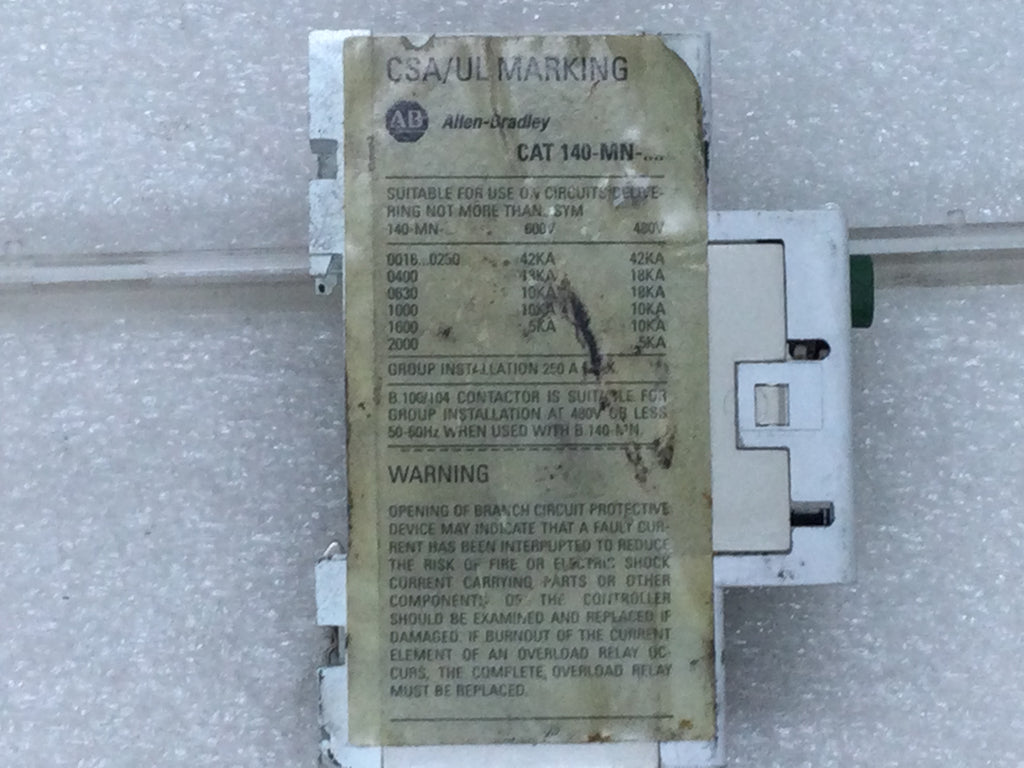 CSA/UL MARKING
AB Allen-Bradley
CAT 140-MN-...
SUITABLE FOR USE ON CIRCUITS DELIVE-
RING NOT MORE THAN...SYM
140-MN-... 600V 480V
0016...0250 42KA 42KA
0400 18KA 18KA
0630 10KA 18KA
1000 10KA 10KA
1600 5KA 10KA
2000 5KA
GROUP INSTALLATION 250 A
B.100/104 CONTACTOR IS SUITABLE FOR
GROUP INSTALLATION AT 480V OR LESS
50-60Hz WHEN USED WITH B.140-MN.
WARNING
OPENING OF BRANCH CIRCUIT PROTECTIVE
DEVICE MAY INDICATE THAT A FAULY CUR-
RENT HAS BEEN INTERRUPTED TO REDUCE
THE RISK OF FIRE OR ELECTRIC SHOCK
CURRENT CARRYING PARTS OR OTHER
COMPONENTS OF THE CONTROLLER
SHOULD BE EXAMINED AND REPLACED IF
DAMAGED. IF BURNOUT OF THE CURRENT
ELEMENT OF AN OVERLOAD RELAY OC-
CURS, THE COMPLETE OVERLOAD RELAY
MUST BE REPLACED.